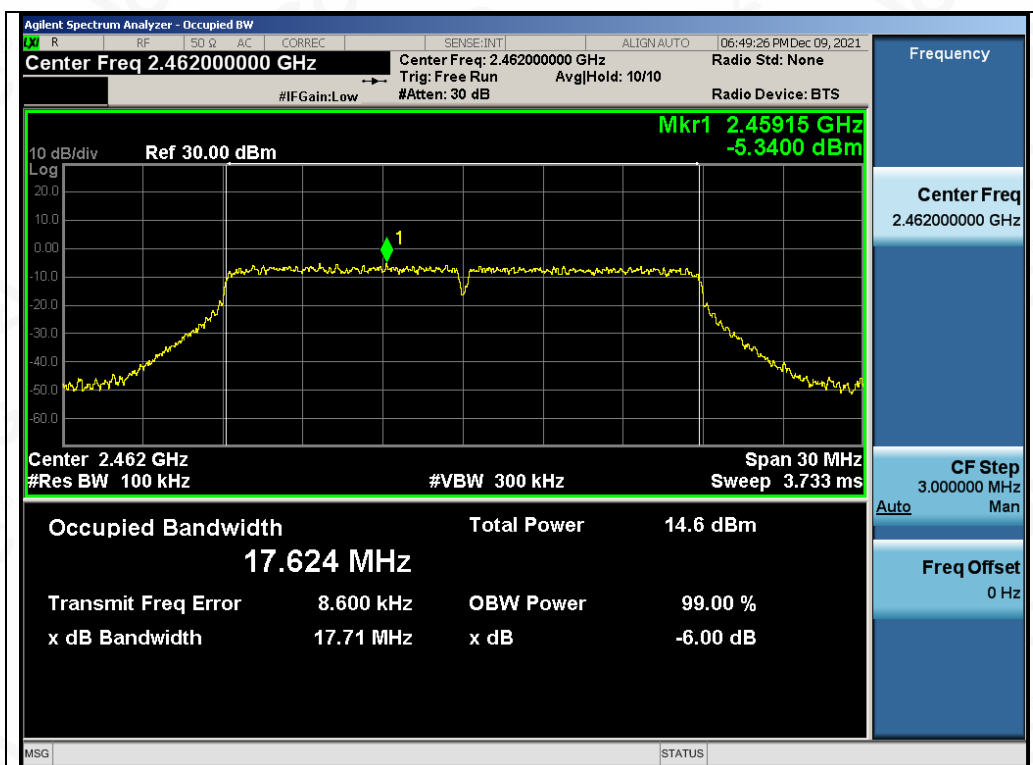 Agilent Spectrum Analyzer - Occupied BW
LXI R RF 50 Ω AC CORREC SENSE:INT ALIGN AUTO 06:49:26 PM Dec 09, 2021
Center Freq 2.462000000 GHz Center Freq: 2.462000000 GHz Radio Std: None
Trig: Free Run Avg|Hold: 10/10
#IFGain:Low #Atten: 30 dB Radio Device: BTS
Frequency
Mkr1 2.45915 GHz
-5.3400 dBm
10 dB/div Ref 30.00 dBm
Log
20.0
10.0
0.00
-10.0
-20.0
-30.0
-40.0
-50.0
-60.0
1
Center 2.462 GHz Span 30 MHz
#Res BW 100 kHz #VBW 300 kHz Sweep 3.733 ms
Occupied Bandwidth Total Power 14.6 dBm
17.624 MHz
Transmit Freq Error 8.600 kHz OBW Power 99.00 %
x dB Bandwidth 17.71 MHz x dB -6.00 dB
Center Freq
2.462000000 GHz
CF Step
3.000000 MHz
Auto Man
Freq Offset
0 Hz
MSG STATUS